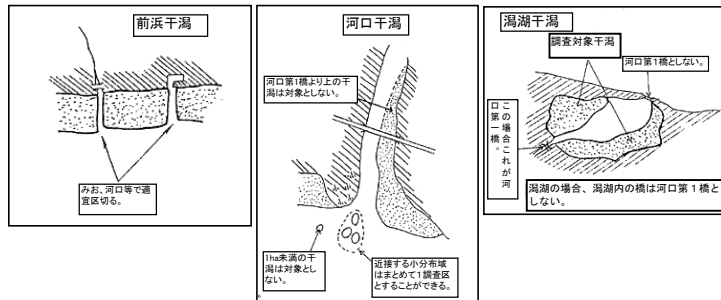 前浜干潟
みお、河口等で適
宜区切る。
河口干潟
河口第1橋より上の干
潟は対象としない。
1ha未満の干
潟は対象とし
ない。
近接する小分布域
はまとめて1調査区
とすることができる。
潟湖干潟
調査対象干潟
河口第1橋としない。
この場合これが河
口第一橋。
潟湖の場合、潟湖内の橋は河口第1橋と
しない。